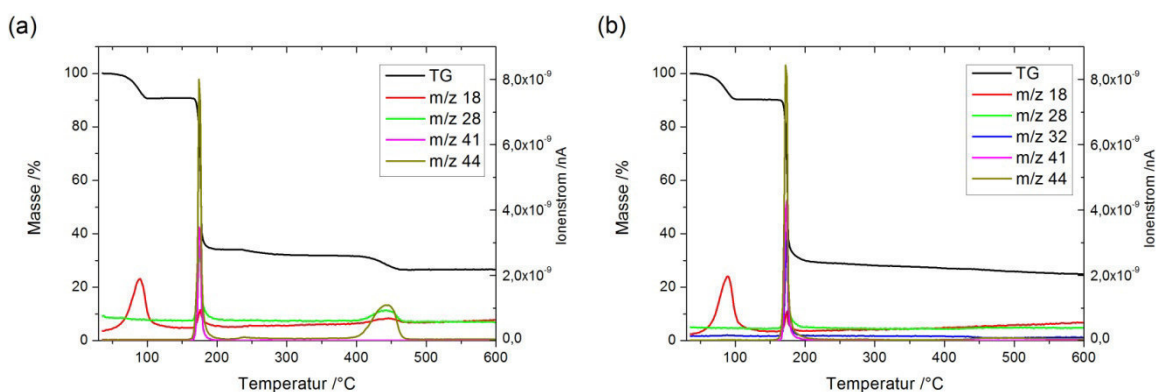 (a)
Masse /%
100
80
60
40
20
0
TG
m/z 18
m/z 28
m/z 41
m/z 44
8,0x10⁻⁹
6,0x10⁻⁹
4,0x10⁻⁹
2,0x10⁻⁹
0,0
Ionenstrom /nA
100 200 300 400 500 600
Temperatur /°C
(b)
Masse /%
100
80
60
40
20
0
TG
m/z 18
m/z 28
m/z 32
m/z 41
m/z 44
8,0x10⁻⁹
6,0x10⁻⁹
4,0x10⁻⁹
2,0x10⁻⁹
0,0
Ionenstrom /nA
100 200 300 400 500 600
Temperatur /°C